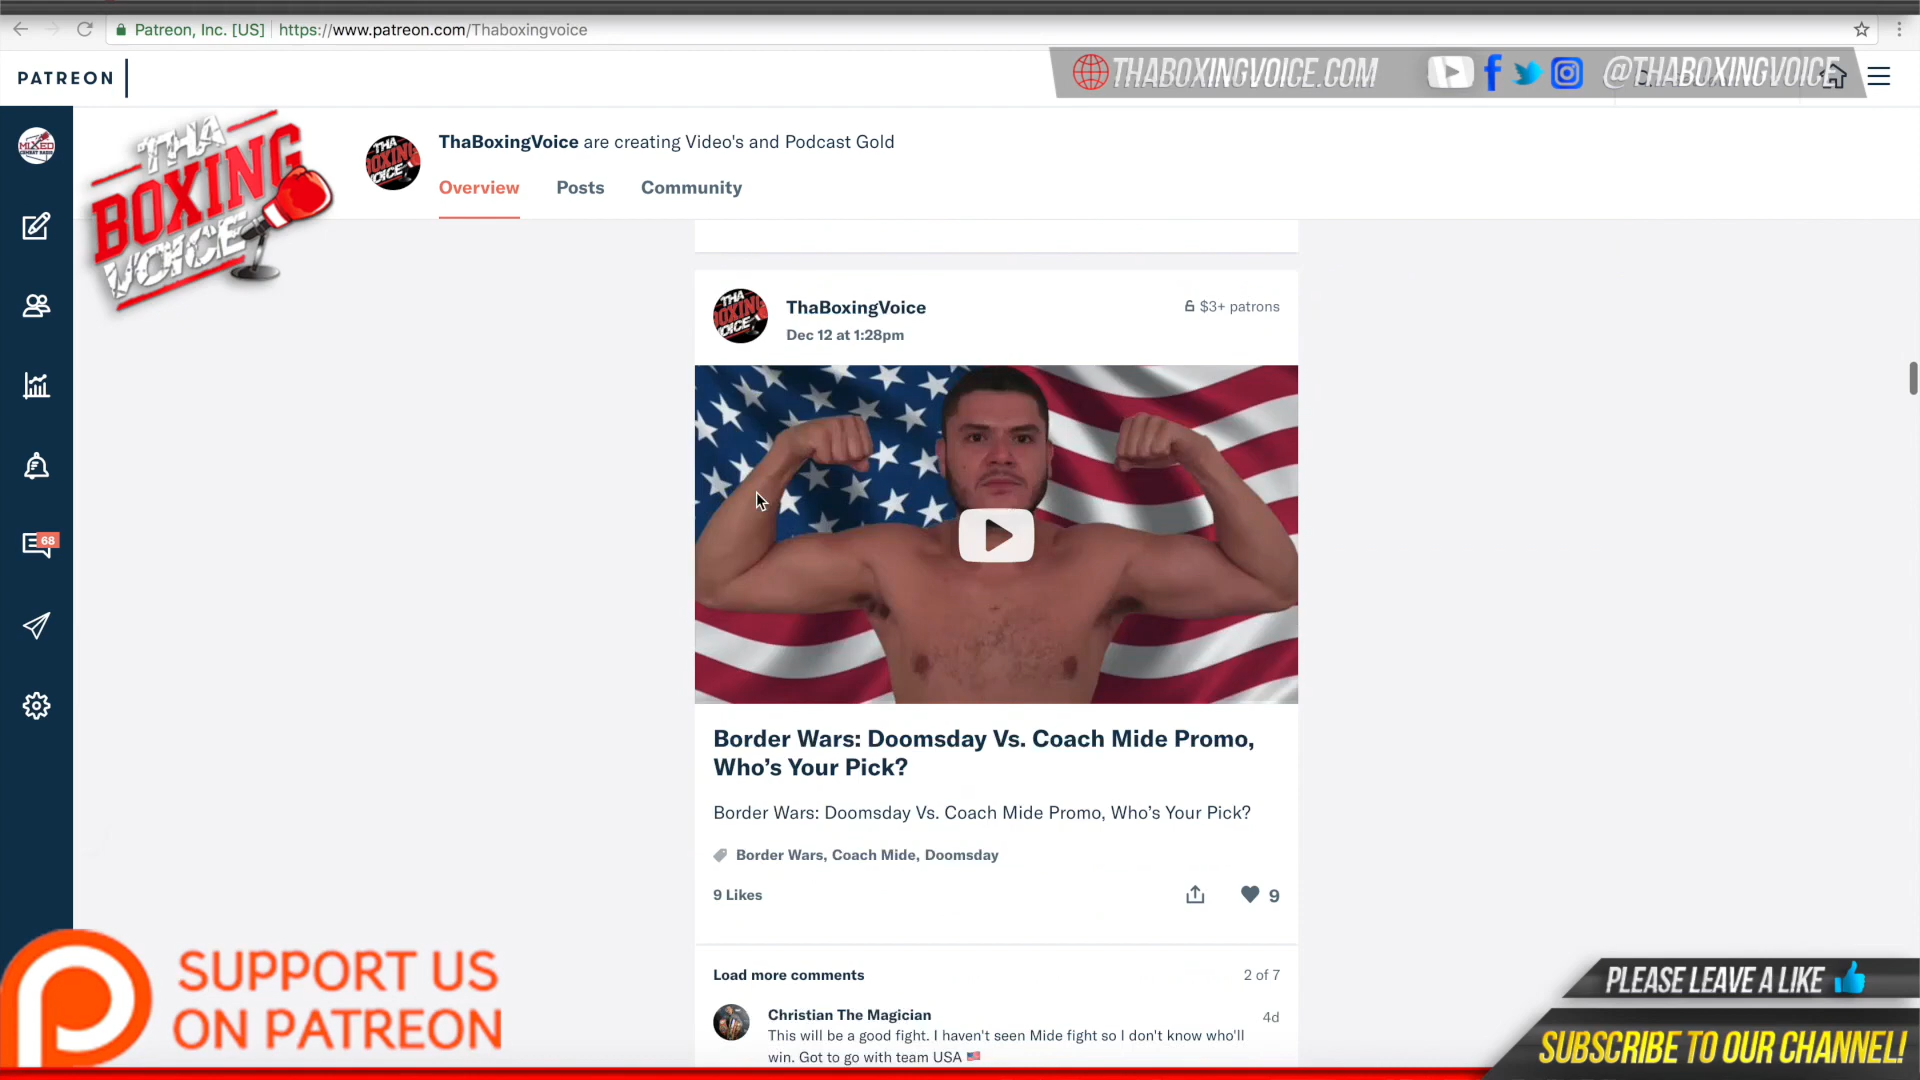 Patreon, Inc. [US] https://www.patreon.com/Thaboxingvoice
PATREON
THABOXINGVOICE.COM @THABOXINGVOICE
THA BOXING VOICE
ThaBoxingVoice are creating Video's and Podcast Gold
Overview Posts Community
ThaBoxingVoice
$3+ patrons
Dec 12 at 1:28pm
68
Border Wars: Doomsday Vs. Coach Mide Promo,
Who's Your Pick?
Border Wars: Doomsday Vs. Coach Mide Promo, Who's Your Pick?
Border Wars, Coach Mide, Doomsday
9 Likes
9
Load more comments
2 of 7
Christian The Magician
4d
This will be a good fight. I haven't seen Mide fight so I don't know who'll
win. Got to go with team USA 🇺🇸
SUPPORT US
ON PATREON
PLEASE LEAVE A LIKE
SUBSCRIBE TO OUR CHANNEL!